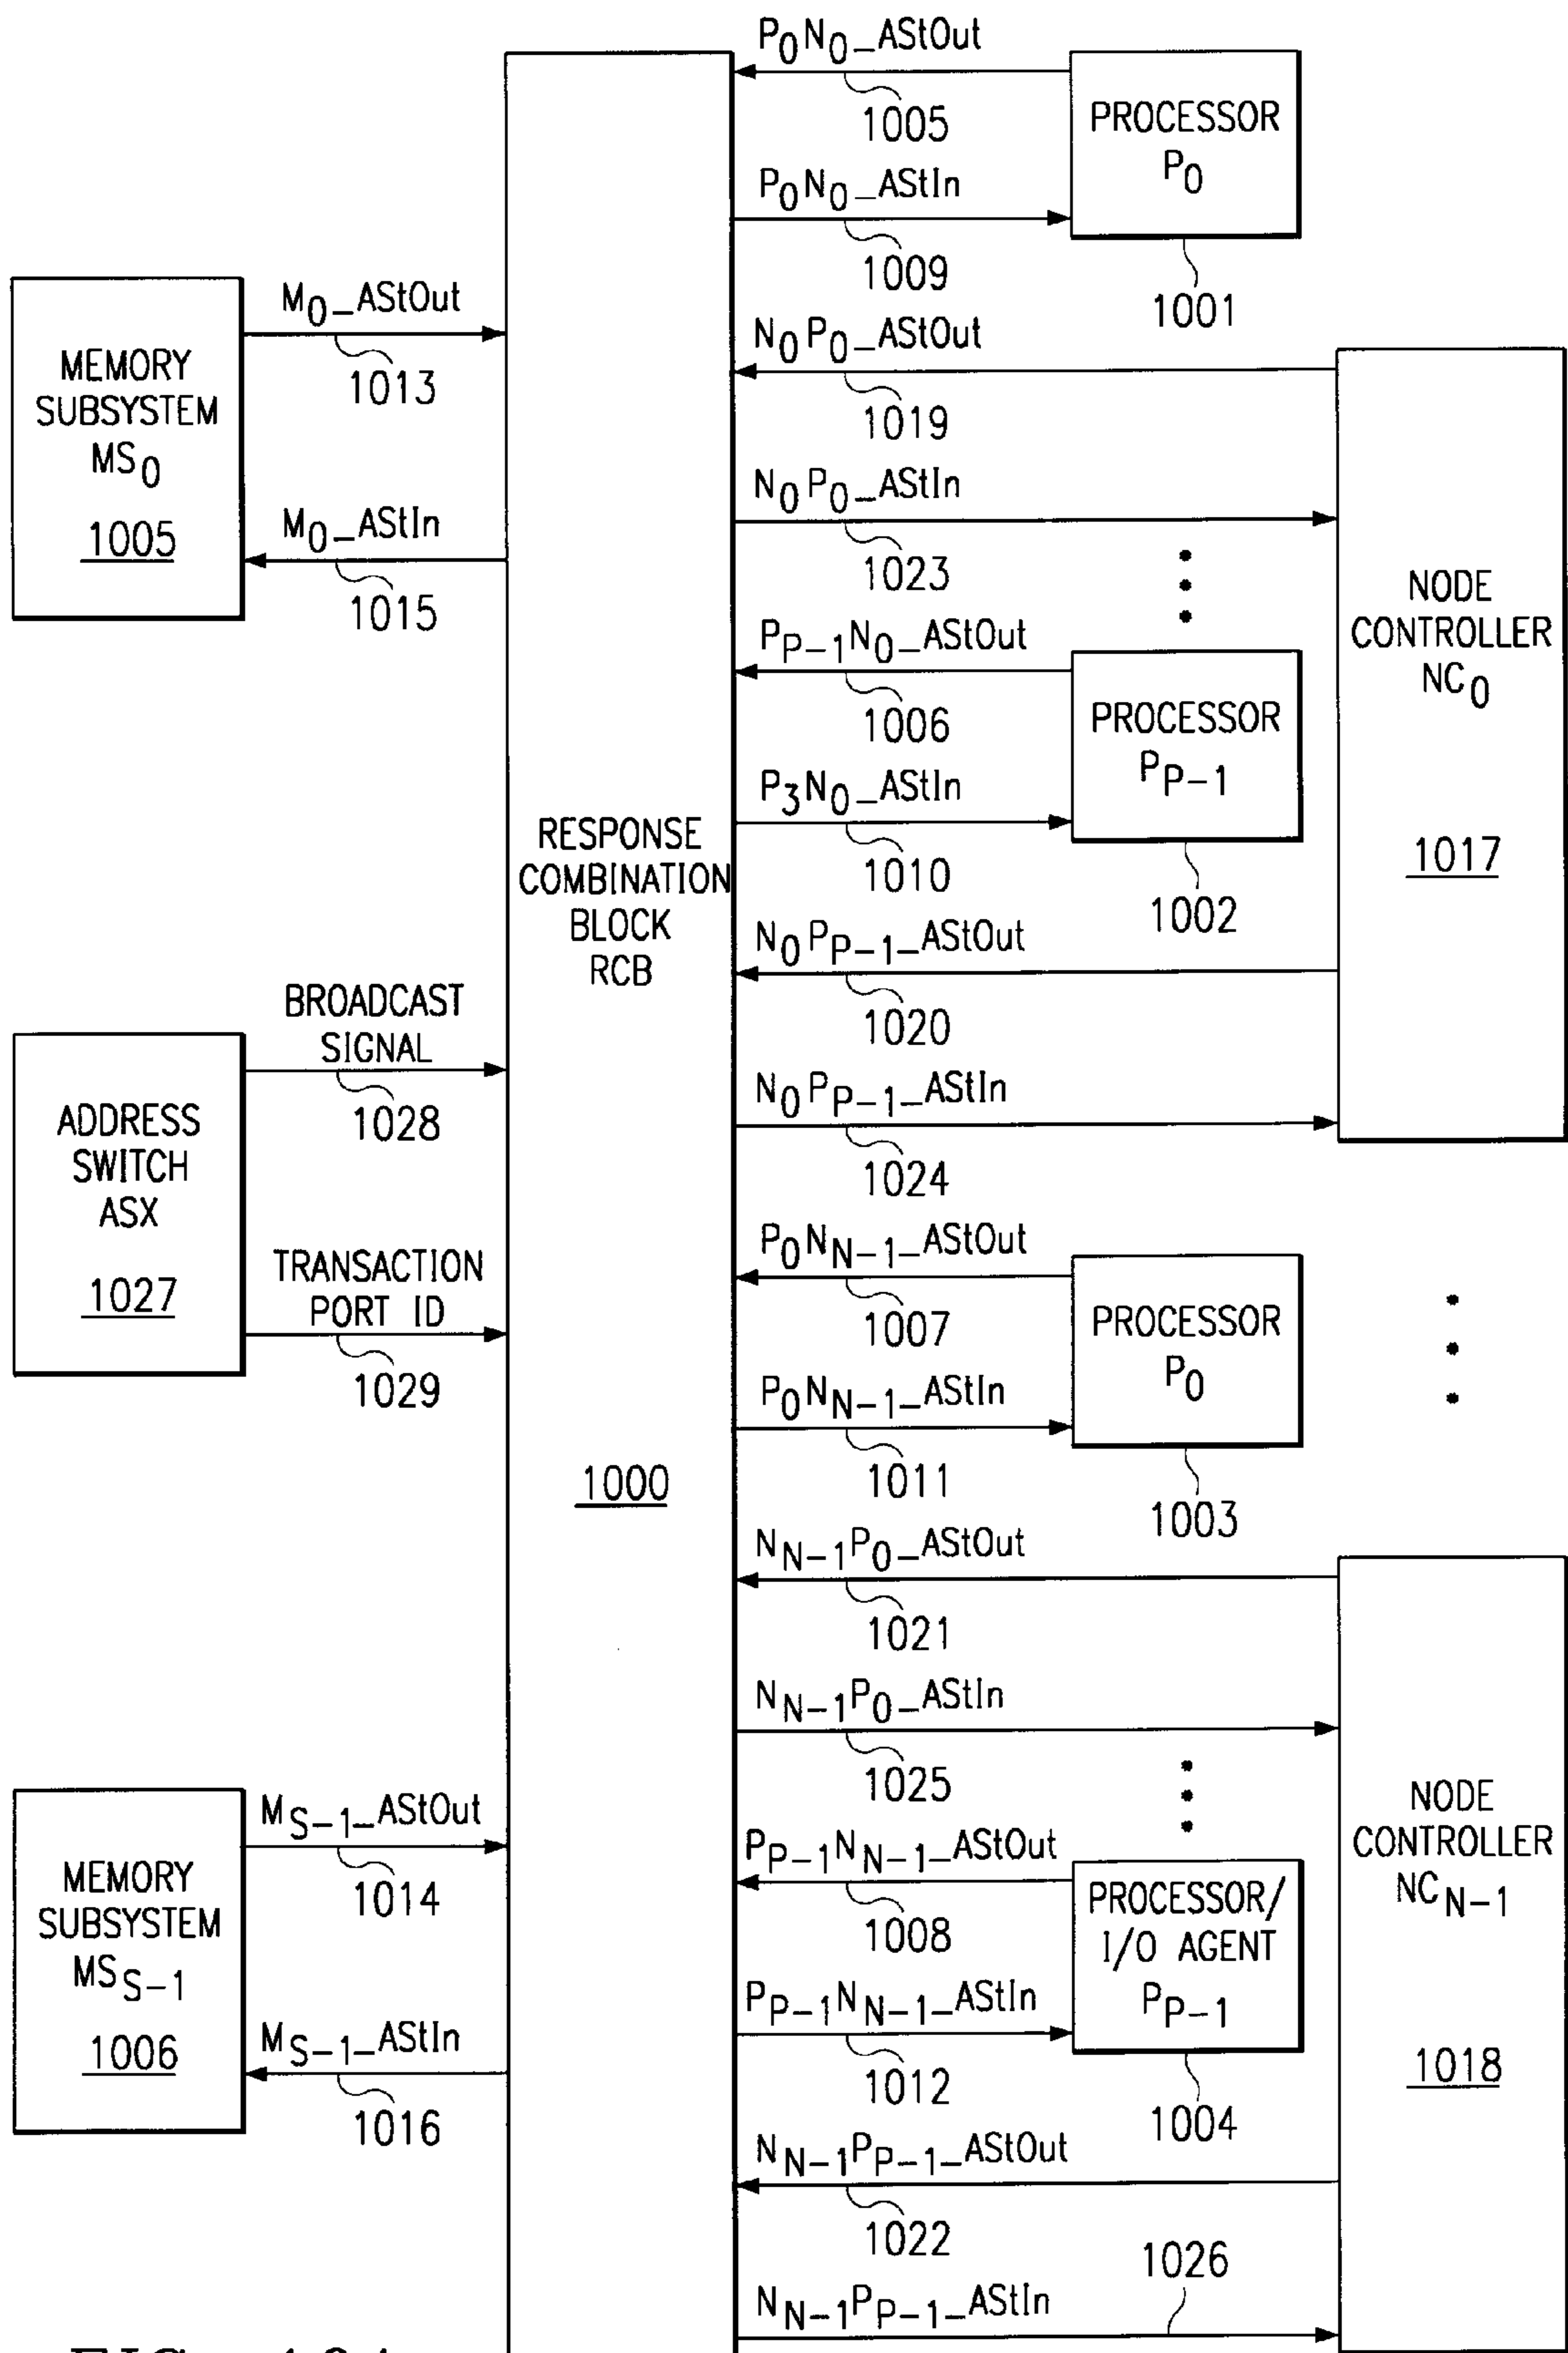 P0N0_AStOut
1005
PROCESSOR
P0
P0N0_AStIn
1009
1001
M0_AStOut
1013
MEMORY
SUBSYSTEM
MS0
1005
M0_AStIn
1015
N0P0_AStOut
1019
N0P0_AStIn
1023
NODE
CONTROLLER
NC0
1017
PP-1N0_AStOut
1006
PROCESSOR
PP-1
P3N0_AStIn
1010
1002
RESPONSE
COMBINATION
BLOCK
RCB
1000
N0PP-1_AStOut
1020
N0PP-1_AStIn
1024
BROADCAST
SIGNAL
1028
ADDRESS
SWITCH
ASX
1027
TRANSACTION
PORT ID
1029
P0NN-1_AStOut
1007
PROCESSOR
P0
P0NN-1_AStIn
1011
1003
NN-1P0_AStOut
1021
NN-1P0_AStIn
1025
NODE
CONTROLLER
NCN-1
1018
MS-1_AStOut
1014
MEMORY
SUBSYSTEM
MSS-1
1006
MS-1_AStIn
1016
PP-1NN-1_AStOut
1008
PROCESSOR/
I/O AGENT
PP-1
PP-1NN-1_AStIn
1012
1004
NN-1PP-1_AStOut
1022
1026
NN-1PP-1_AStIn